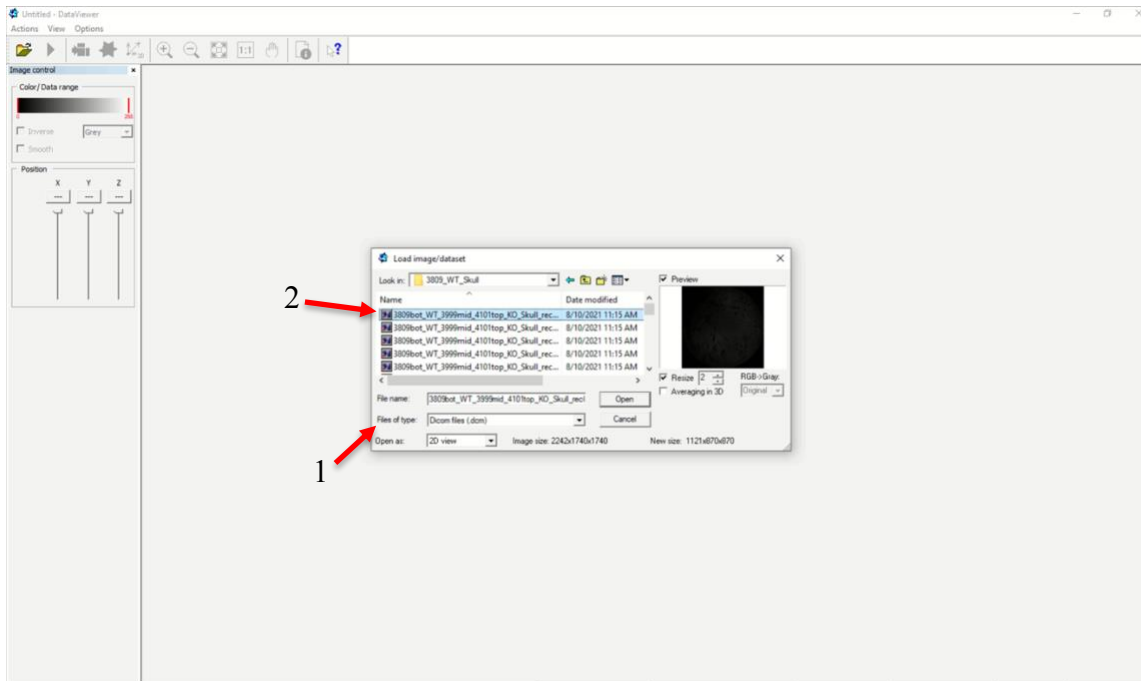 Untitled - DataViewer
Actions View Options
1:1
?
Image control
Color/Data range
0
Inverse Grey
Smooth
Position
X Y Z
--- --- ---
Load image/dataset
Look in: 3809_WT_Skull
Preview
Name Date modified
2
3809bot_WT_3999mid_4101top_KO_Skull_rec... 8/10/2021 11:15 AM
3809bot_WT_3999mid_4101top_KO_Skull_rec... 8/10/2021 11:15 AM
3809bot_WT_3999mid_4101top_KO_Skull_rec... 8/10/2021 11:15 AM
3809bot_WT_3999mid_4101top_KO_Skull_rec... 8/10/2021 11:15 AM
3809bot_WT_3999mid_4101top_KO_Skull_rec... 8/10/2021 11:15 AM
Resize 2 RGB->Gray:
Averaging in 3D Original
File name: 3809bot_WT_3999mid_4101top_KO_Skull_recl Open
Files of type: Dicom files (.dcm) Cancel
Open as: 2D view Image size: 2242x1740x1740 New size: 1121x870x870
1